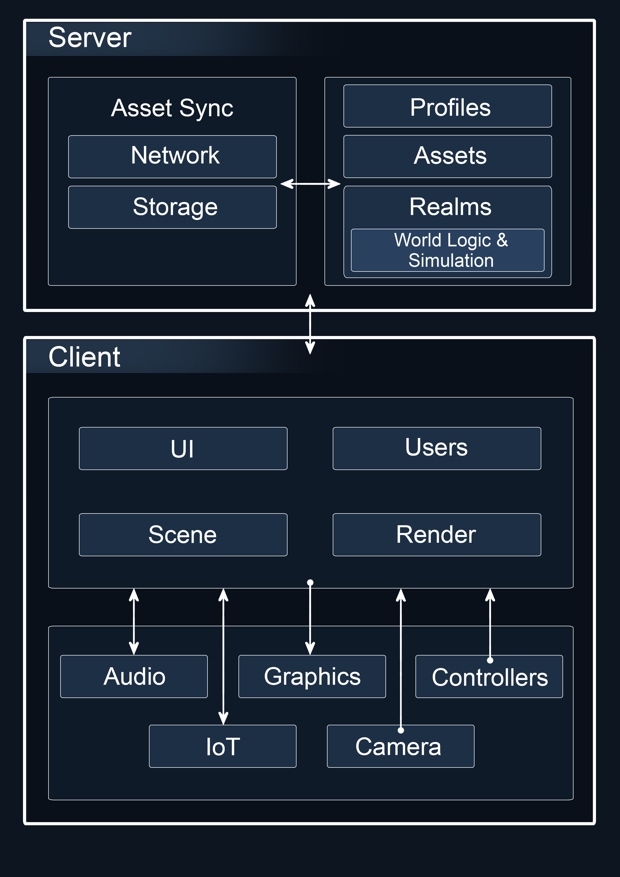 Server
Asset Sync
Network
Storage
Profiles
Assets
Realms
World Logic &
Simulation
Client
UI
Users
Scene
Render
Audio
Graphics
Controllers
IoT
Camera